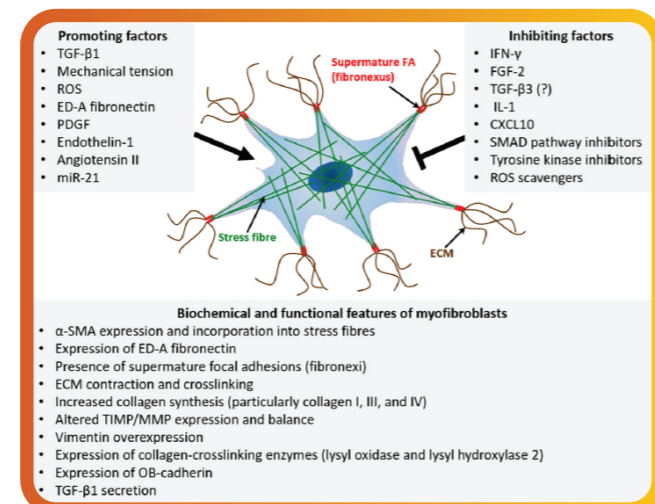 Promoting factors
• TGF-β1
• Mechanical tension
• ROS
• ED-A fibronectin
• PDGF
• Endothelin-1
• Angiotensin II
• miR-21
Supermature FA
(fibronexus)
Inhibiting factors
• IFN-γ
• FGF-2
• TGF-β3 (?)
• IL-1
• CXCL10
• SMAD pathway inhibitors
• Tyrosine kinase inhibitors
• ROS scavengers
Stress fibre
ECM
Biochemical and functional features of myofibroblasts
• α-SMA expression and incorporation into stress fibres
• Expression of ED-A fibronectin
• Presence of supermature focal adhesions (fibronexi)
• ECM contraction and crosslinking
• Increased collagen synthesis (particularly collagen I, III, and IV)
• Altered TIMP/MMP expression and balance
• Vimentin overexpression
• Expression of collagen-crosslinking enzymes (lysyl oxidase and lysyl hydroxylase 2)
• Expression of OB-cadherin
• TGF-β1 secretion